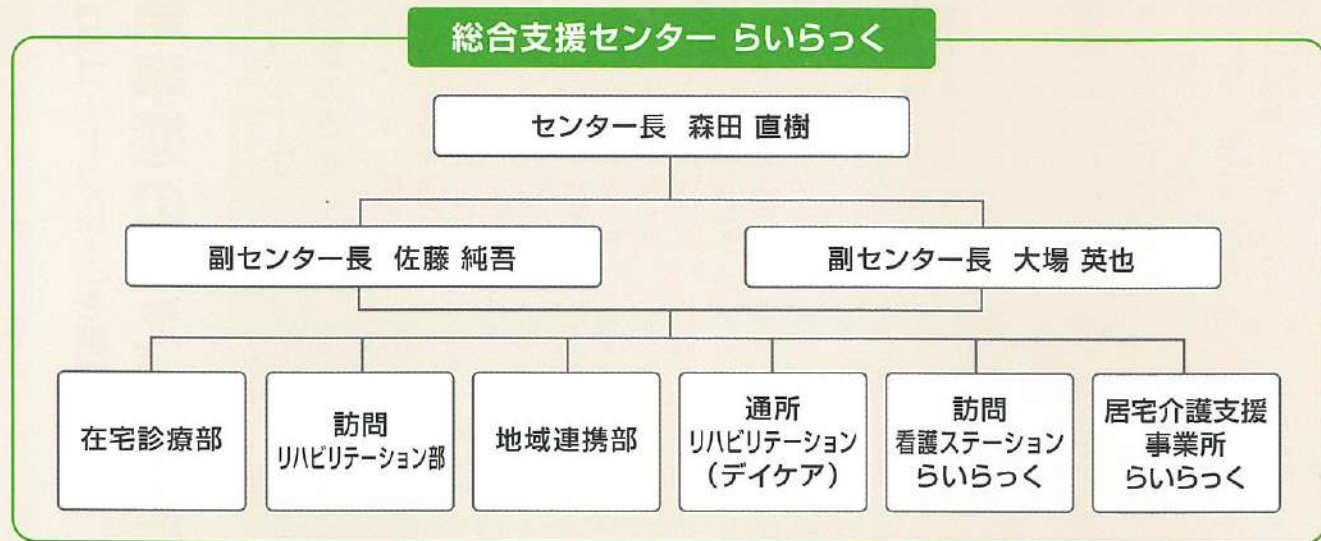 総合支援センター らいらっく
センター長 森田 直樹
副センター長 佐藤 純吾
副センター長 大場 英也
在宅診療部
訪問
リハビリテーション部
地域連携部
通所
リハビリテーション
（デイケア）
訪問
看護ステーション
らいらっく
居宅介護支援
事業所
らいらっく